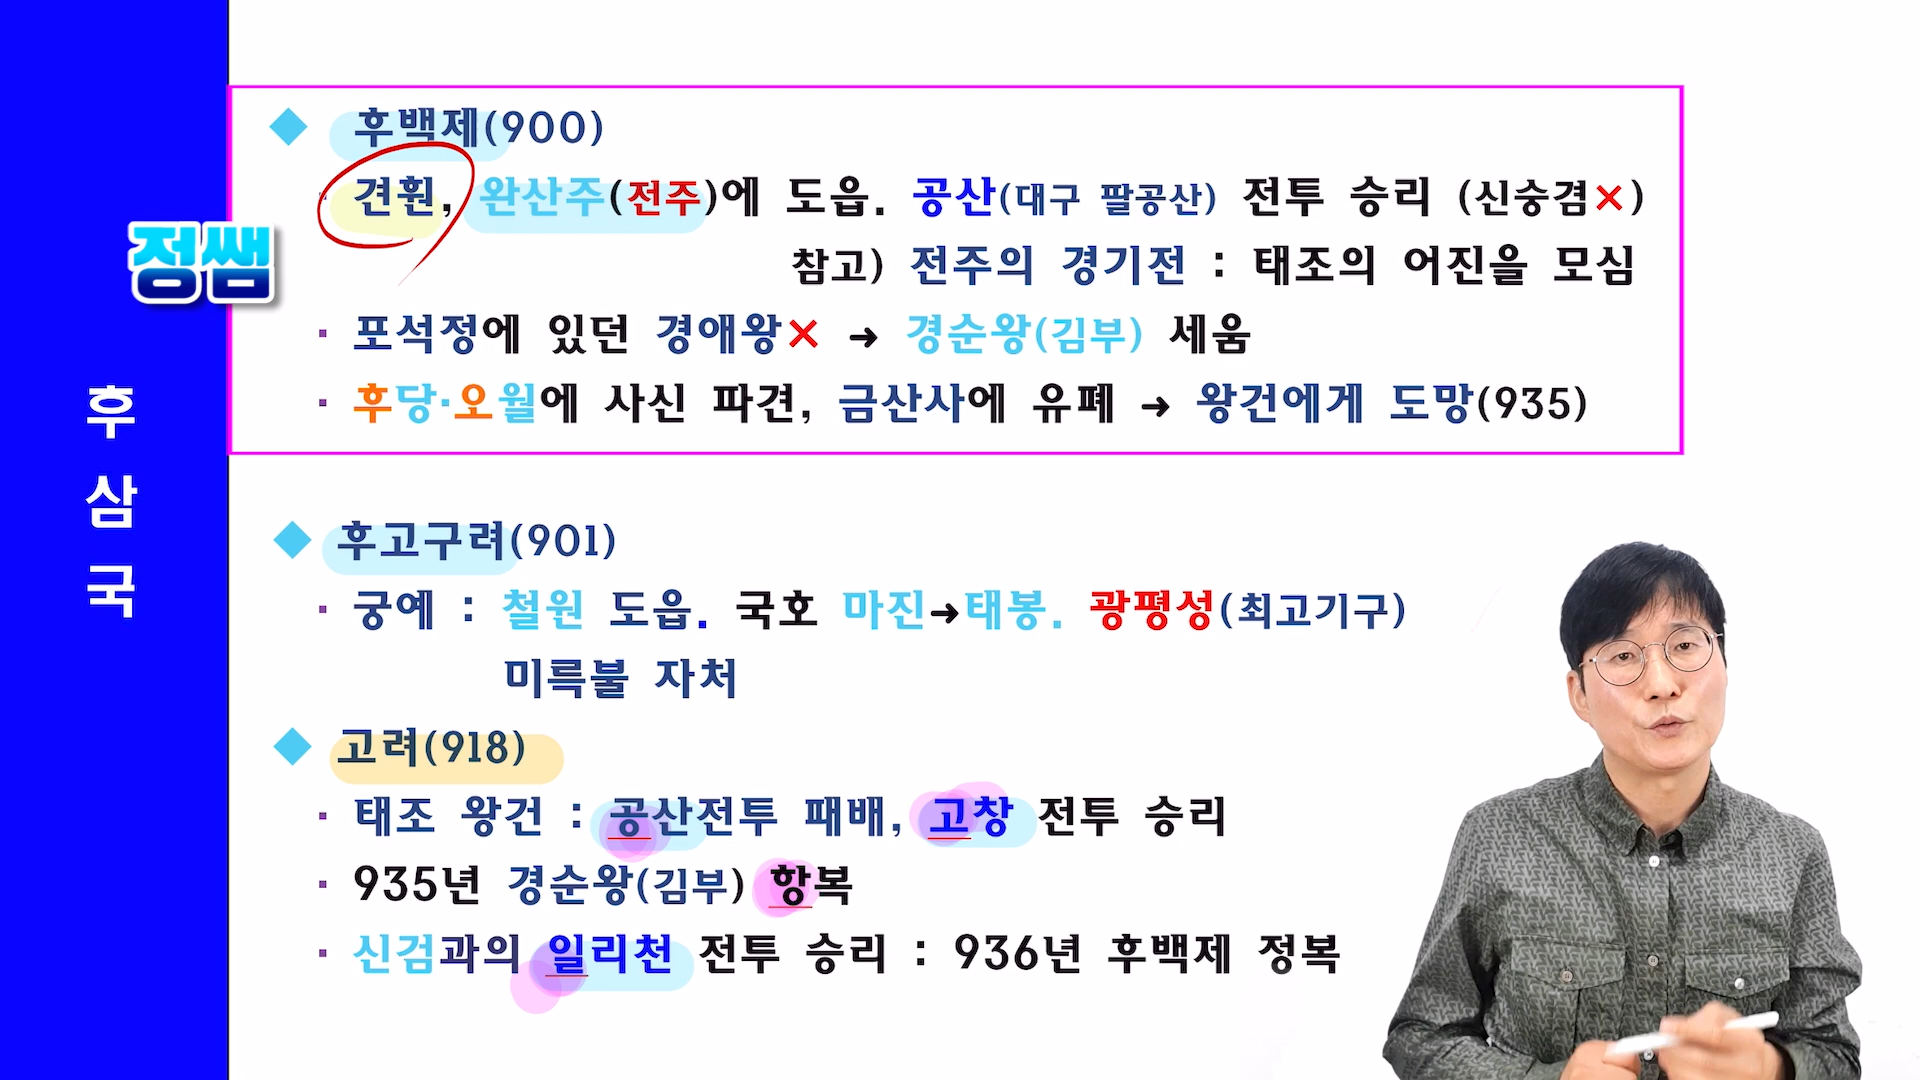 정쌤
후삼국
◆ 후백제(900)
· 견훤, 완산주(전주)에 도읍. 공산(대구 팔공산) 전투 승리 (신숭겸×)
참고) 전주의 경기전 : 태조의 어진을 모심
· 포석정에 있던 경애왕× → 경순왕(김부) 세움
· 후당·오월에 사신 파견, 금산사에 유폐 → 왕건에게 도망(935)
◆ 후고구려(901)
· 궁예 : 철원 도읍. 국호 마진→태봉. 광평성(최고기구)
미륵불 자처
◆ 고려(918)
· 태조 왕건 : 공산전투 패배, 고창 전투 승리
· 935년 경순왕(김부) 항복
· 신검과의 일리천 전투 승리 : 936년 후백제 정복